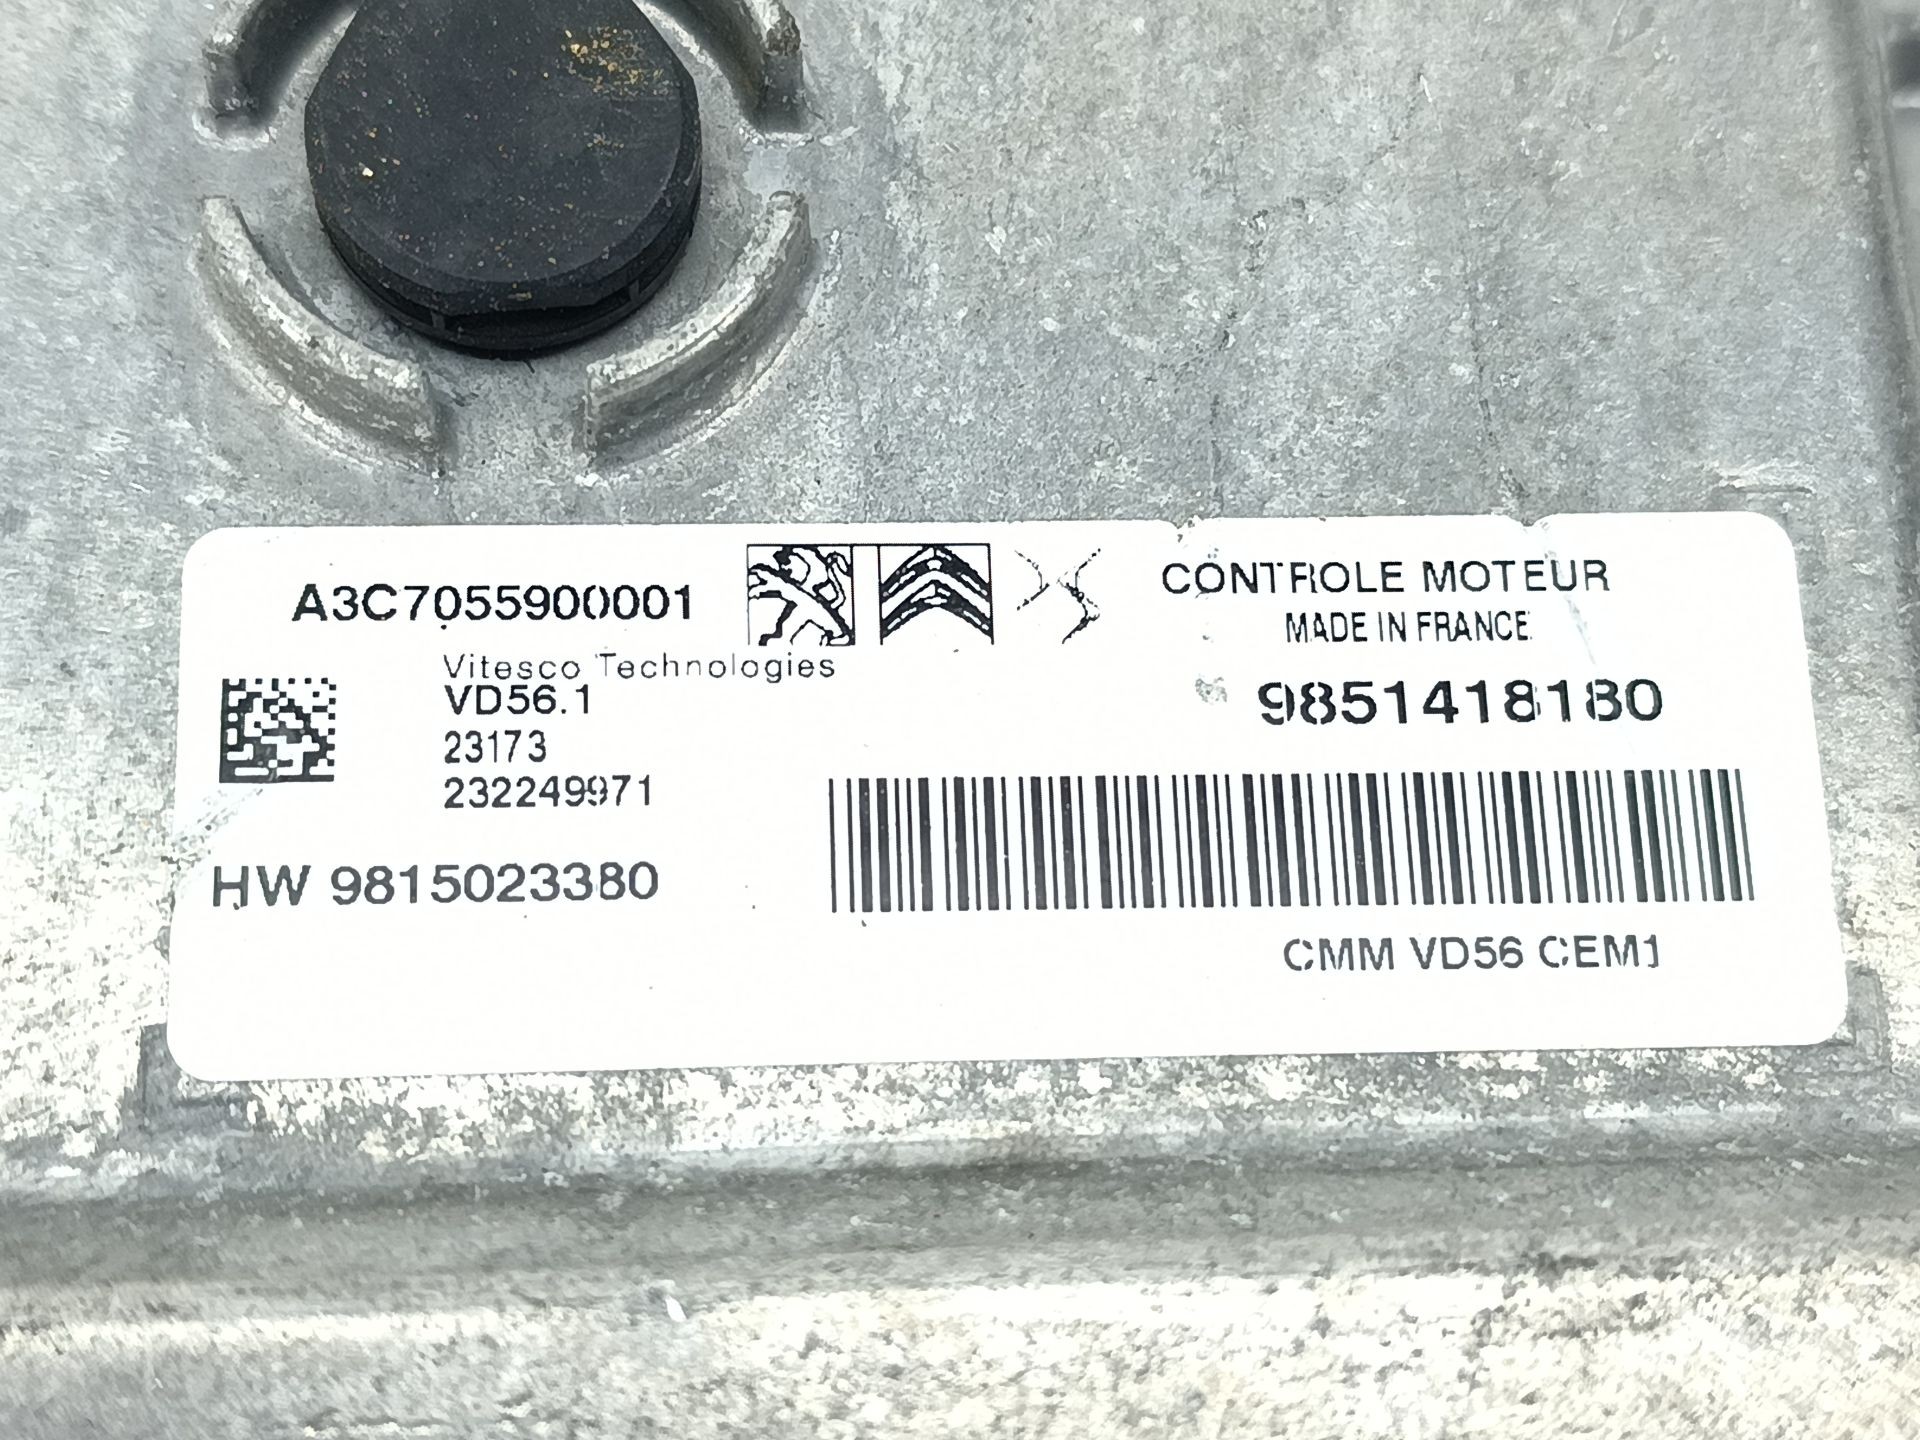 A3C7055900001
CONTROLE MOTEUR
MADE IN FRANCE
Vitesco Technologies
VD56.1
23173
232249971
9851418180
HW 9815023380
CMM VD56 CEM1